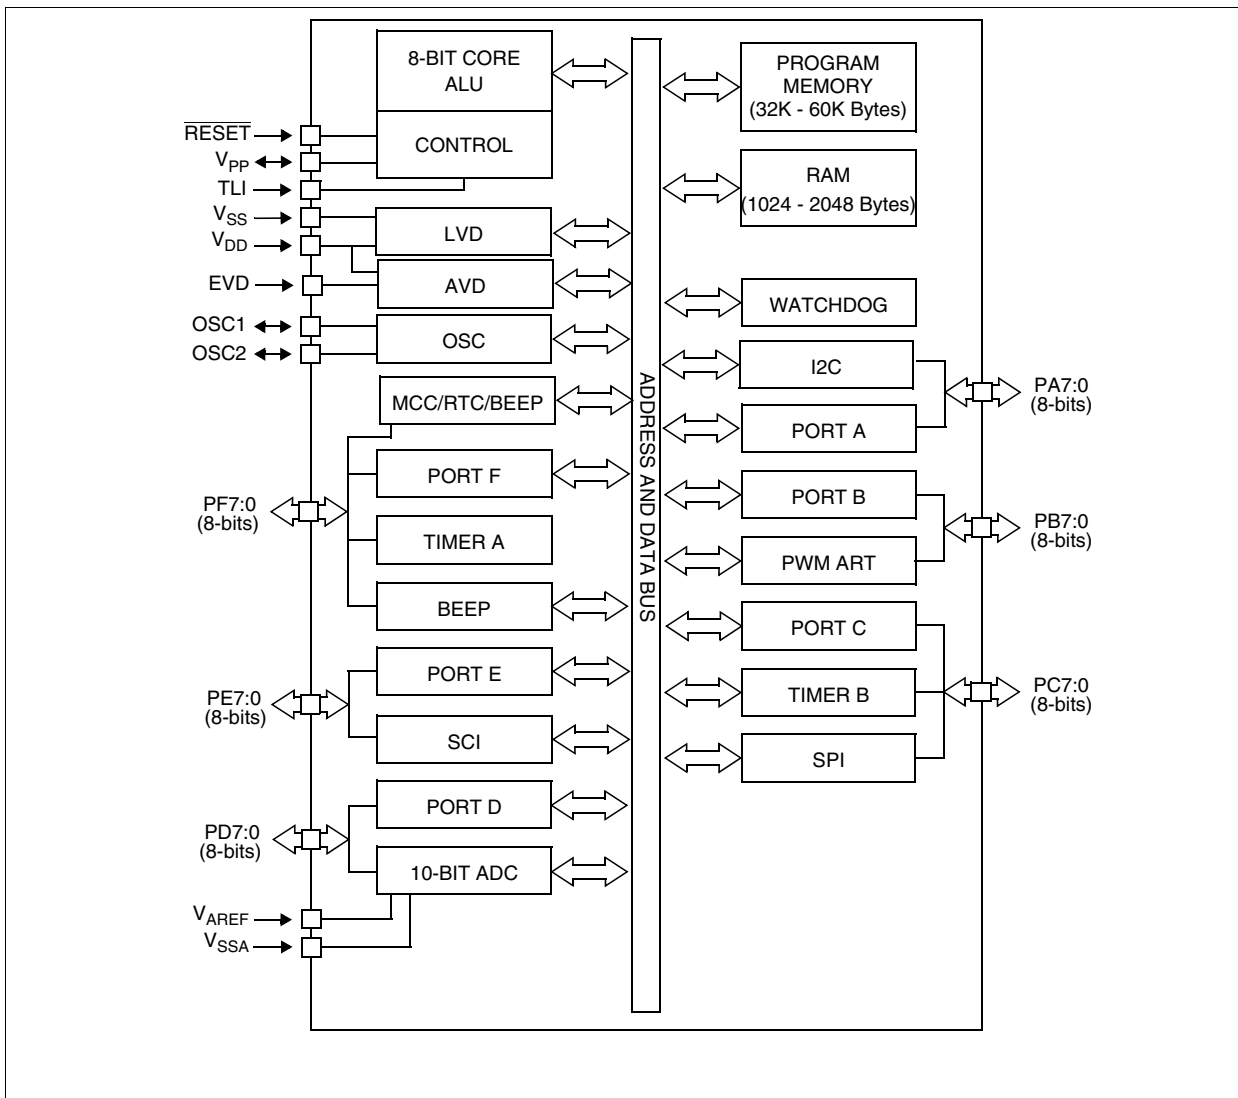 8-BIT CORE
ALU
CONTROL
RESET
VPP
TLI
VSS
VDD
EVD
OSC1
OSC2
LVD
AVD
OSC
MCC/RTC/BEEP
PORT F
TIMER A
BEEP
PF7:0
(8-bits)
PORT E
SCI
PE7:0
(8-bits)
PORT D
10-BIT ADC
PD7:0
(8-bits)
VAREF
VSSA
ADDRESS AND DATA BUS
PROGRAM
MEMORY
(32K - 60K Bytes)
RAM
(1024 - 2048 Bytes)
WATCHDOG
I2C
PORT A
PA7:0
(8-bits)
PORT B
PWM ART
PB7:0
(8-bits)
PORT C
TIMER B
SPI
PC7:0
(8-bits)